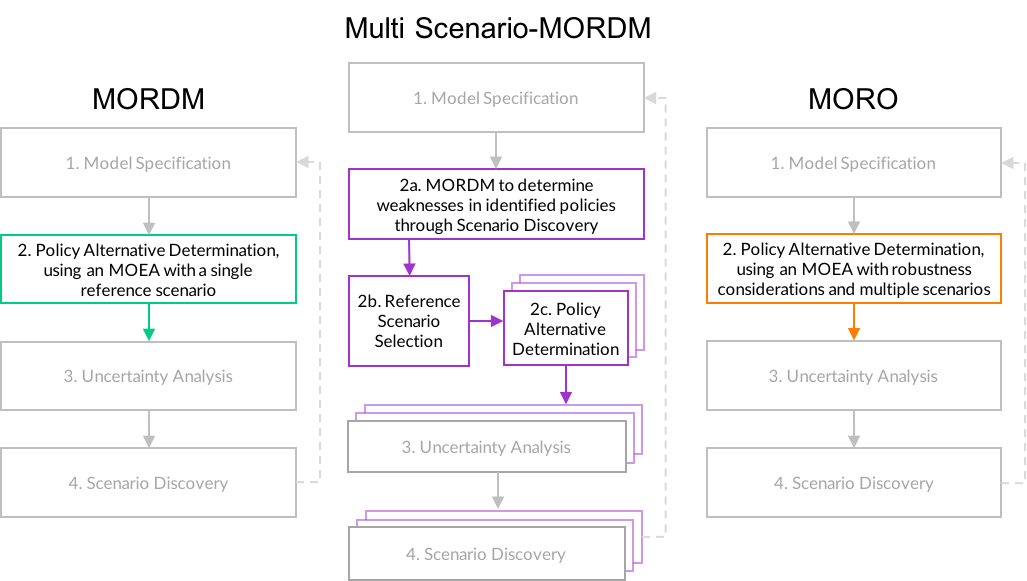 MORDM
1. Model Specification
2. Policy Alternative Determination,
using an MOEA with a single
reference scenario
3. Uncertainty Analysis
4. Scenario Discovery
Multi Scenario-MORDM
1. Model Specification
2a. MORDM to determine
weaknesses in identified policies
through Scenario Discovery
2b. Reference
Scenario
Selection
2c. Policy
Alternative
Determination
3. Uncertainty Analysis
4. Scenario Discovery
MORO
1. Model Specification
2. Policy Alternative Determination,
using an MOEA with robustness
considerations and multiple scenarios
3. Uncertainty Analysis
4. Scenario Discovery